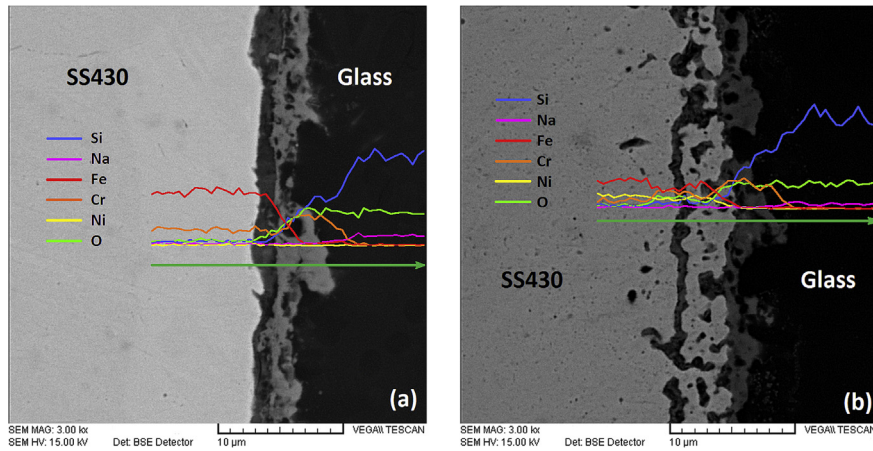 SS430
Glass
Si
Na
Fe
Cr
Ni
O
(a)
SEM MAG: 3.00 kx
SEM HV: 15.00 kV Det: BSE Detector
10 µm
VEGA\\ TESCAN
Si
Na
Fe
Cr
Ni
O
SS430
Glass
(b)
SEM MAG: 3.00 kx
SEM HV: 15.00 kV Det: BSE Detector
10 µm
VEGA\\ TESCAN